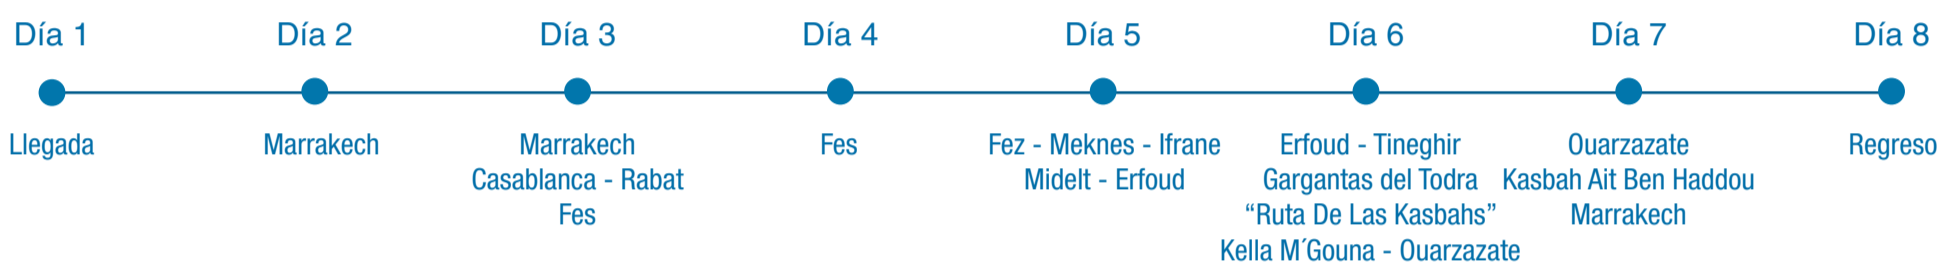 Día 1
Llegada
Día 2
Marrakech
Día 3
Marrakech
Casablanca - Rabat
Fes
Día 4
Fes
Día 5
Fez - Meknes - Ifrane
Midelt - Erfoud
Día 6
Erfoud - Tineghir
Gargantas del Todra
“Ruta De Las Kasbahs”
Kella M´Gouna - Ouarzazate
Día 7
Ouarzazate
Kasbah Ait Ben Haddou
Marrakech
Día 8
Regreso